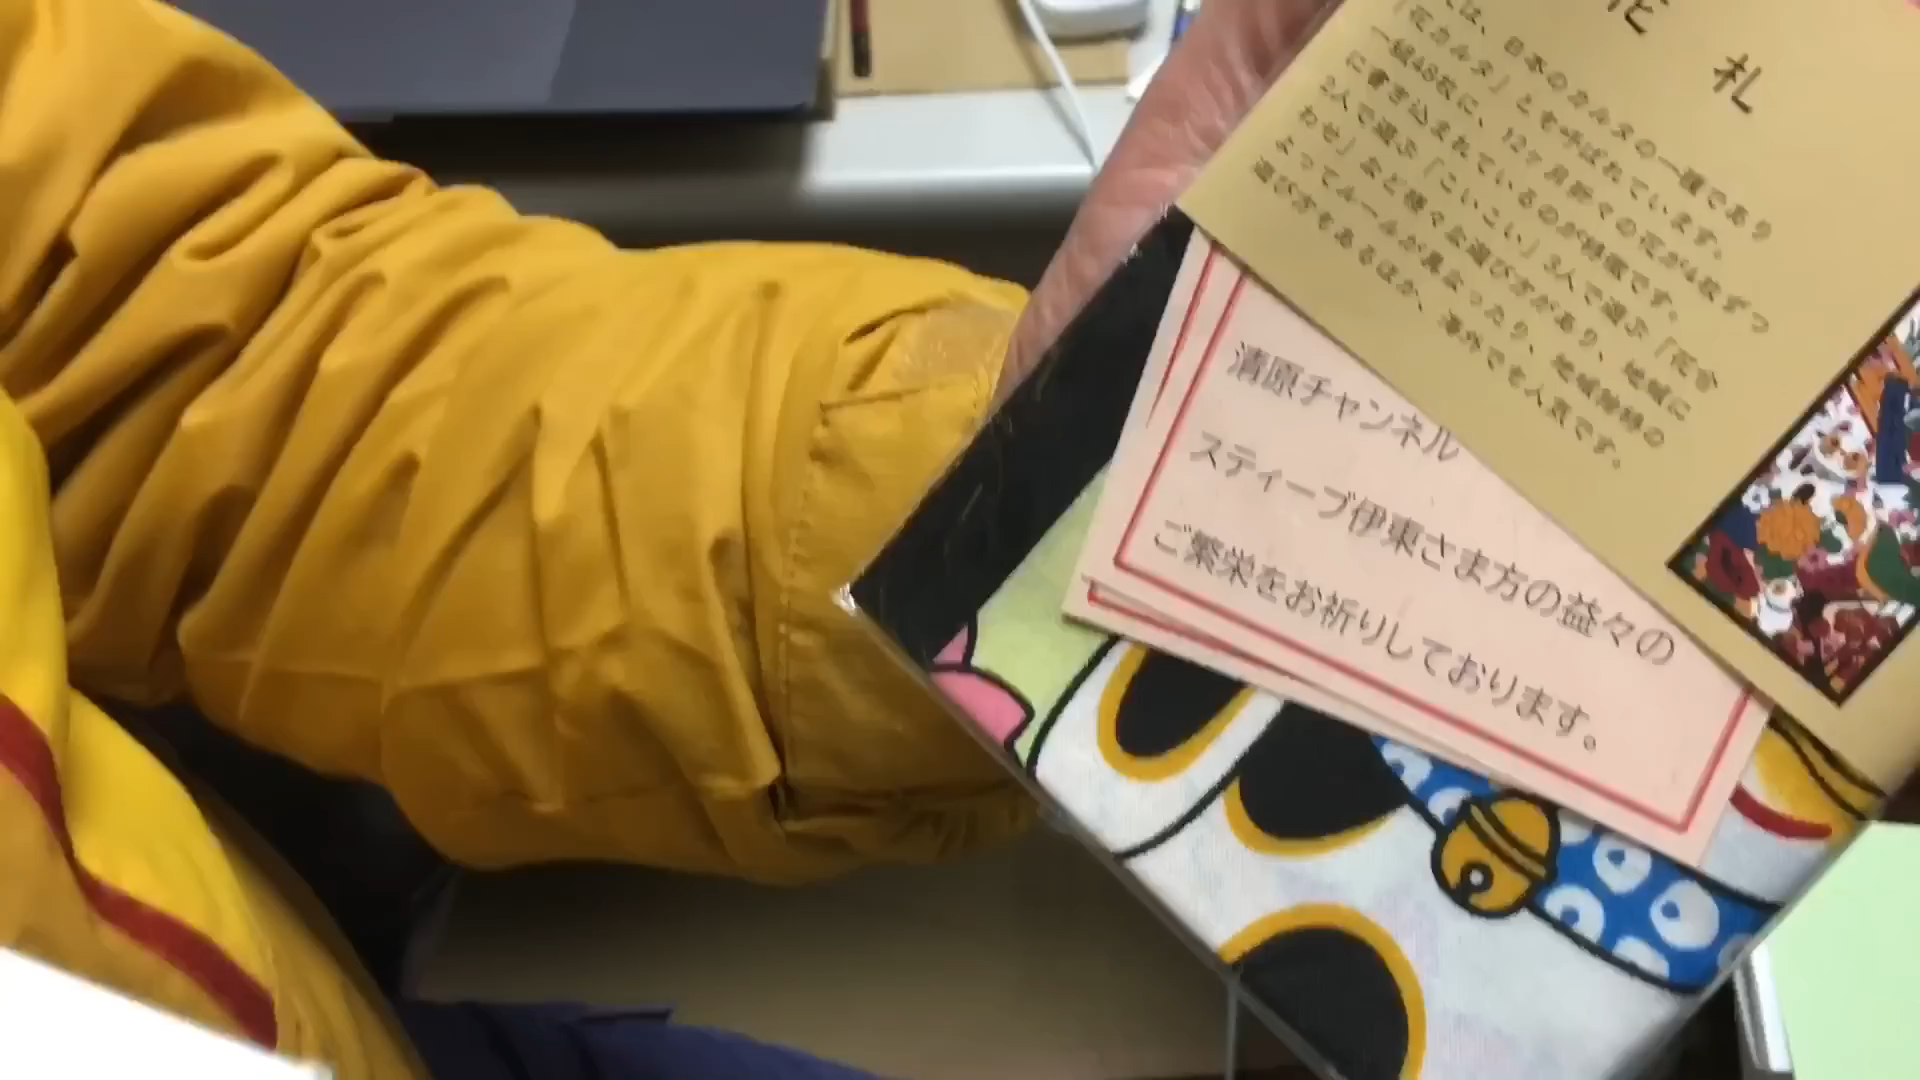 花 札
は、日本のカルタの一種であり
「花カルタ」とも呼ばれています。
一組48枚に、12ヶ月折々の花が4枚ずつ
に書き込まれているのが特徴です。
2人で遊ぶ「こいこい」3人で遊ぶ「花合
わせ」など様々な遊び方があり、地域に
よってルールが異なったり、地域独特の
遊び方もあるほか、海外でも人気です。
清原チャンネル
スティーブ伊東さま方の益々の
ご繁栄をお祈りしております。